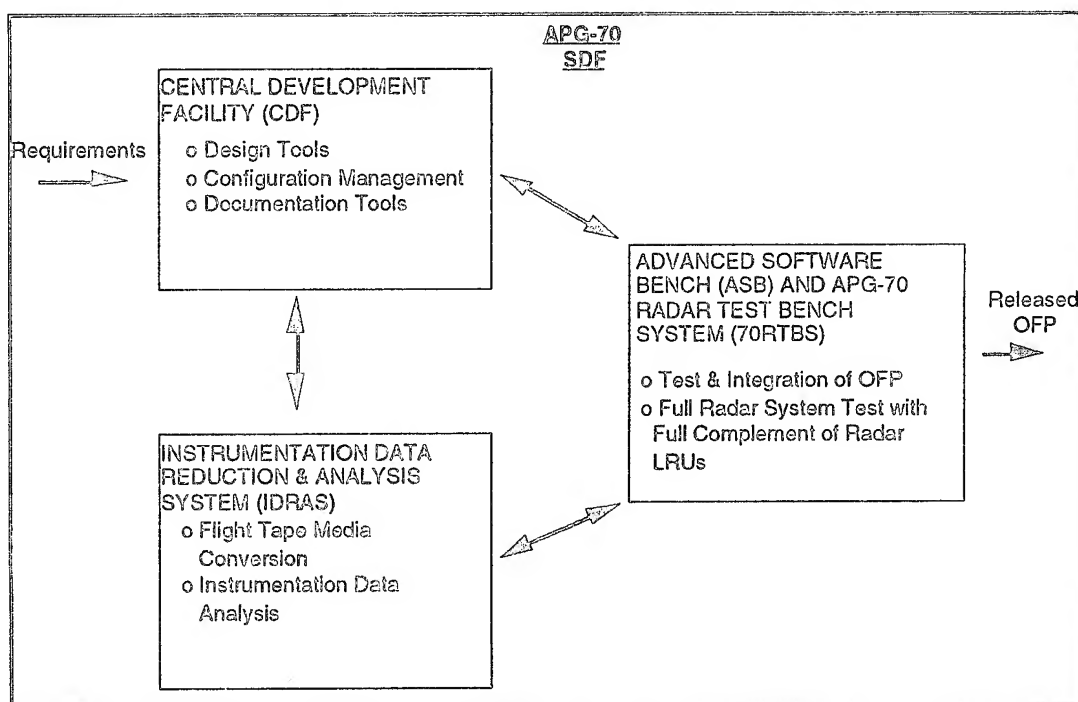 APG-70
SDF
CENTRAL DEVELOPMENT
FACILITY (CDF)
o Design Tools
o Configuration Management
o Documentation Tools
Requirements
ADVANCED SOFTWARE
BENCH (ASB) AND APG-70
RADAR TEST BENCH
SYSTEM (70RTBS)
o Test & Integration of OFP
o Full Radar System Test with
Full Complement of Radar
LRUs
Released
OFP
INSTRUMENTATION DATA
REDUCTION & ANALYSIS
SYSTEM (IDRAS)
o Flight Tape Media
Conversion
o Instrumentation Data
Analysis